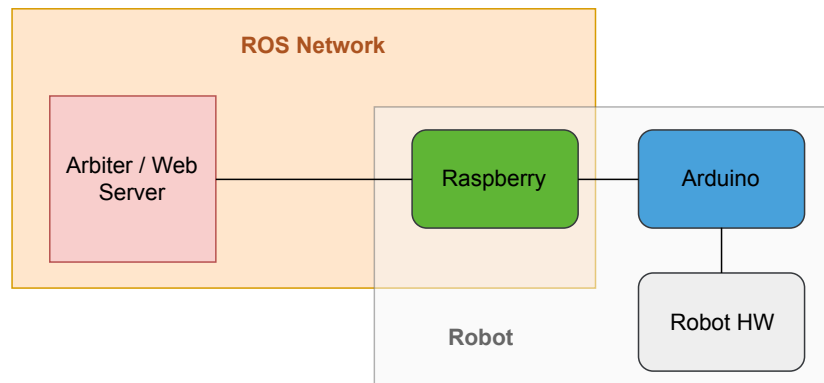 ROS Network
Arbiter / Web
Server
Raspberry
Arduino
Robot HW
Robot